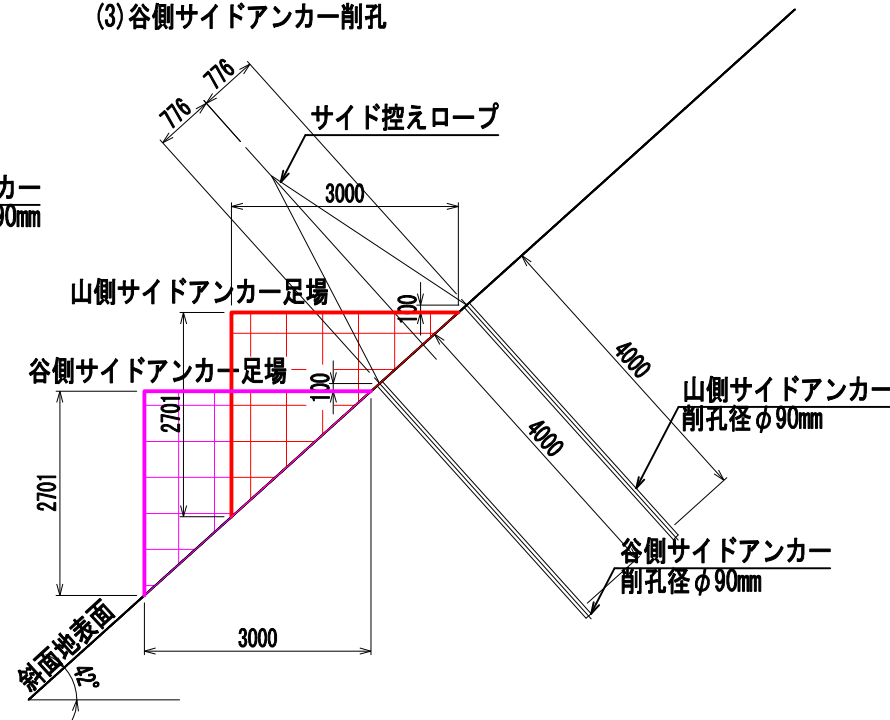 (3)谷側サイドアンカー削孔
776
776
サイド控えロープ
カー
90mm
3000
山側サイドアンカー足場
100
谷側サイドアンカー足場
100
4000
山側サイドアンカー
削孔径φ90mm
2701
4000
2701
谷側サイドアンカー
削孔径φ90mm
3000
斜面地表面
42°